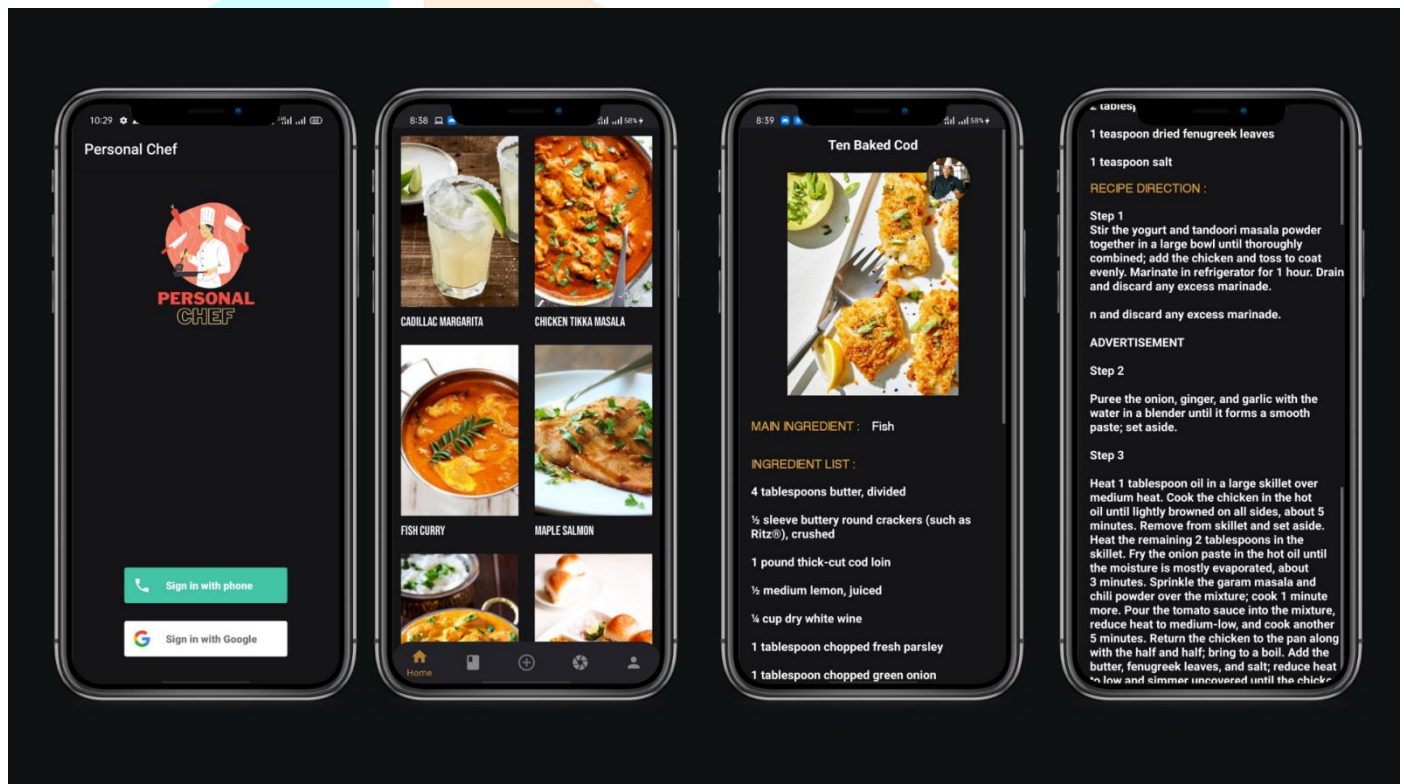 10:29
Personal Chef
PERSONAL
CHEF
Sign in with phone
Sign in with Google
8:38
58%
CADILLAC MARGARITA
CHICKEN TIKKA MASALA
FISH CURRY
MAPLE SALMON
Home
8:39
58%
Ten Baked Cod
MAIN INGREDIENT : Fish
INGREDIENT LIST :
4 tablespoons butter, divided
½ sleeve buttery round crackers (such as
Ritz®), crushed
1 pound thick-cut cod loin
½ medium lemon, juiced
¼ cup dry white wine
1 tablespoon chopped fresh parsley
1 tablespoon chopped green onion
1 teaspoon dried fenugreek leaves
1 teaspoon salt
RECIPE DIRECTION :
Step 1
Stir the yogurt and tandoori masala powder
together in a large bowl until thoroughly
combined; add the chicken and toss to coat
evenly. Marinate in refrigerator for 1 hour. Drain
and discard any excess marinade.
n and discard any excess marinade.
ADVERTISEMENT
Step 2
Puree the onion, ginger, and garlic with the
water in a blender until it forms a smooth
paste; set aside.
Step 3
Heat 1 tablespoon oil in a large skillet over
medium heat. Cook the chicken in the hot
oil until lightly browned on all sides, about 5
minutes. Remove from skillet and set aside.
Heat the remaining 2 tablespoons in the
skillet. Fry the onion paste in the hot oil until
the moisture is mostly evaporated, about
3 minutes. Sprinkle the garam masala and
chili powder over the mixture; cook 1 minute
more. Pour the tomato sauce into the mixture,
reduce heat to medium-low, and cook another
5 minutes. Return the chicken to the pan along
with the half and half; bring to a boil. Add the
butter, fenugreek leaves, and salt; reduce heat
to low and simmer uncovered until the